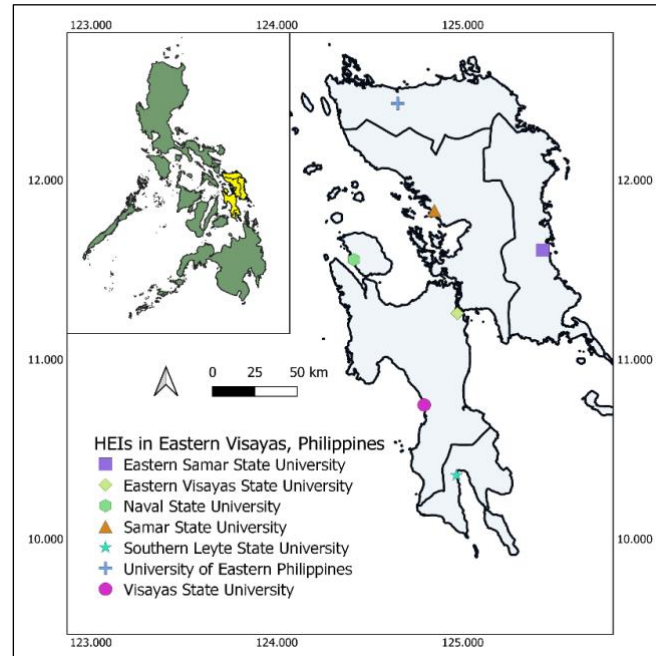 123.000 124.000 125.000
12.000 12.000
11.000 11.000
0 25 50 km
HEIs in Eastern Visayas, Philippines
Eastern Samar State University
Eastern Visayas State University
Naval State University
Samar State University
Southern Leyte State University
University of Eastern Philippines
Visayas State University
10.000 10.000
123.000 124.000 125.000